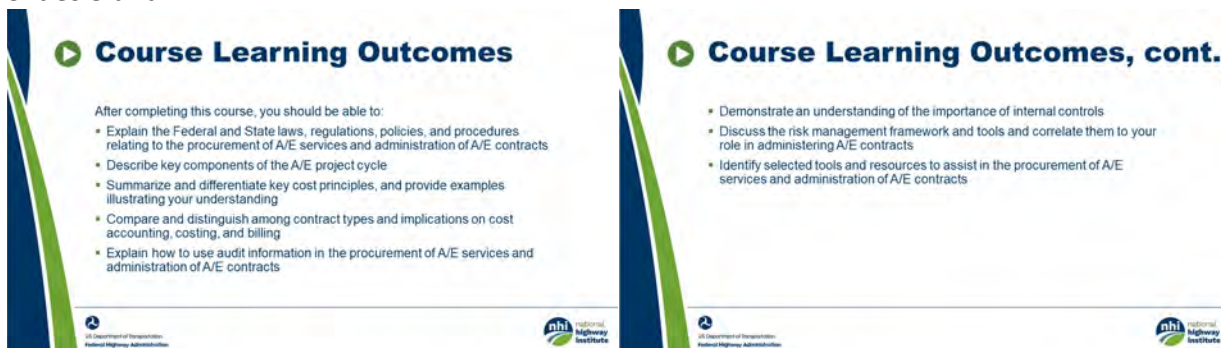 Course Learning Outcomes
After completing this course, you should be able to:
▪ Explain the Federal and State laws, regulations, policies, and procedures
relating to the procurement of A/E services and administration of A/E contracts
▪ Describe key components of the A/E project cycle
▪ Summarize and differentiate key cost principles, and provide examples
illustrating your understanding
▪ Compare and distinguish among contract types and implications on cost
accounting, costing, and billing
▪ Explain how to use audit information in the procurement of A/E services and
administration of A/E contracts
US Department of Transportation
Federal Highway Administration
nhi national
highway
institute
Course Learning Outcomes, cont.
▪ Demonstrate an understanding of the importance of internal controls
▪ Discuss the risk management framework and tools and correlate them to your
role in administering A/E contracts
▪ Identify selected tools and resources to assist in the procurement of A/E
services and administration of A/E contracts
US Department of Transportation
Federal Highway Administration
nhi national
highway
institute